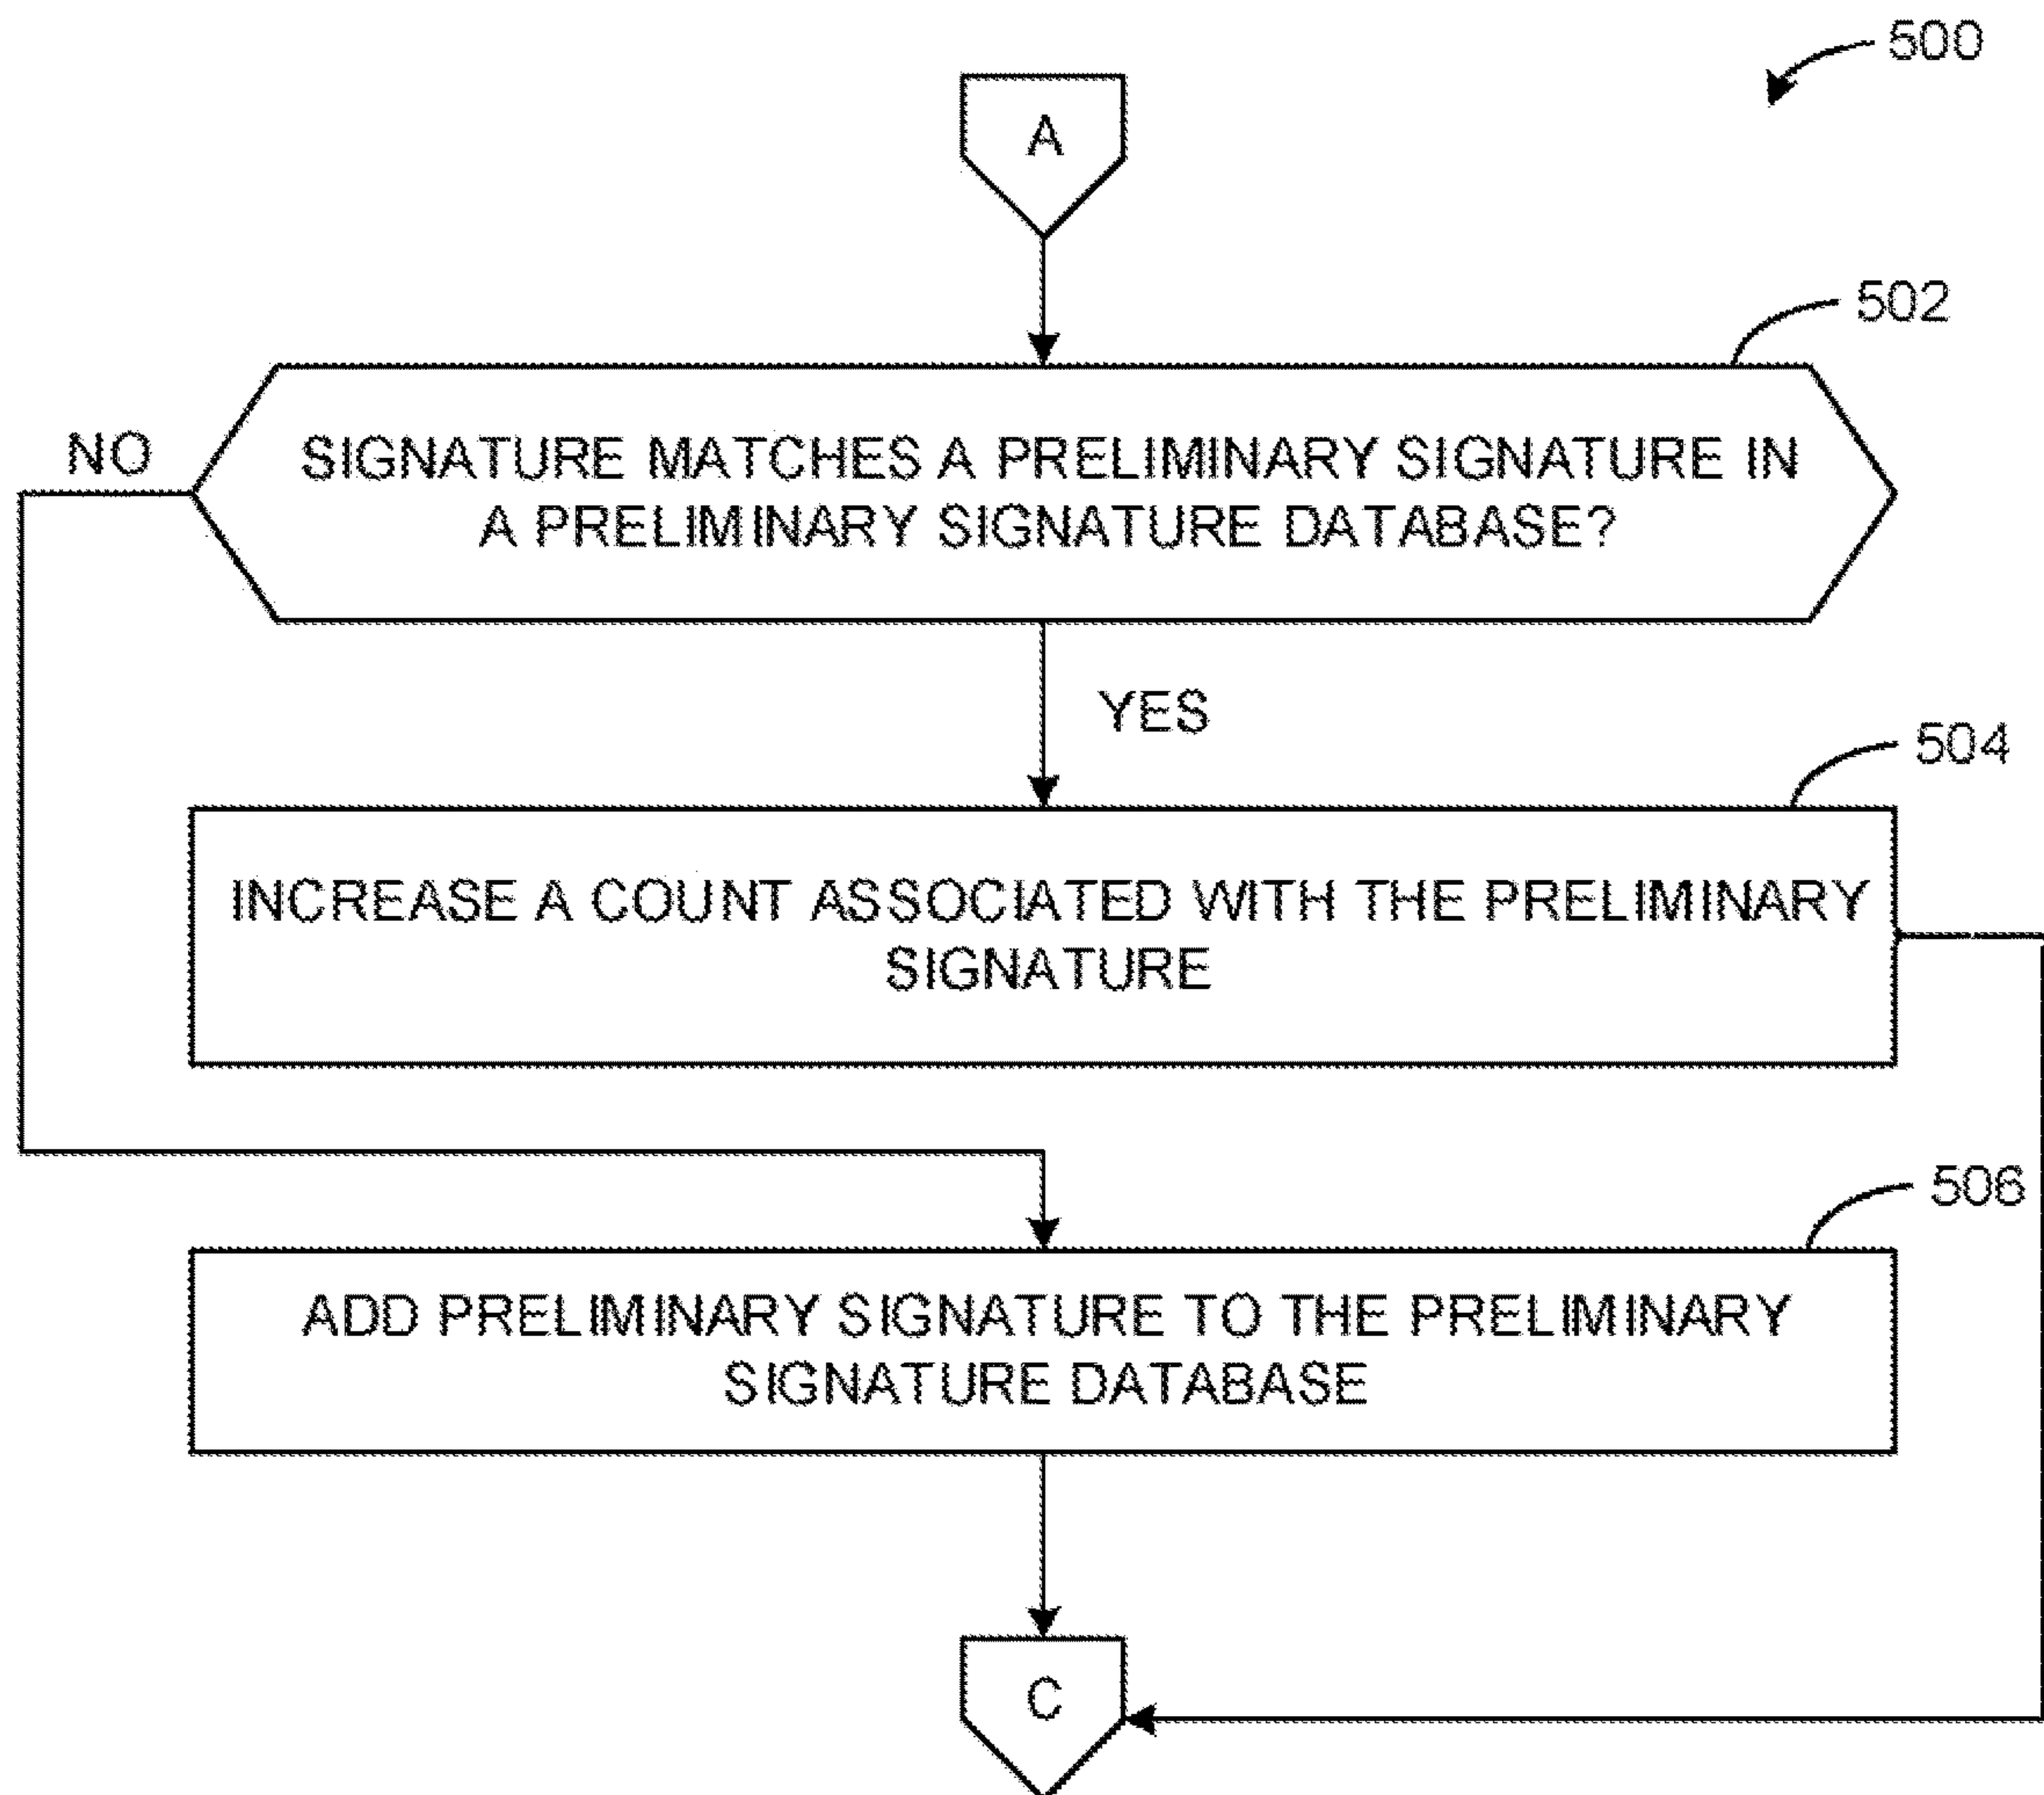 500
A
502
NO
SIGNATURE MATCHES A PRELIMINARY SIGNATURE IN
A PRELIMINARY SIGNATURE DATABASE?
YES
504
INCREASE A COUNT ASSOCIATED WITH THE PRELIMINARY
SIGNATURE
506
ADD PRELIMINARY SIGNATURE TO THE PRELIMINARY
SIGNATURE DATABASE
C